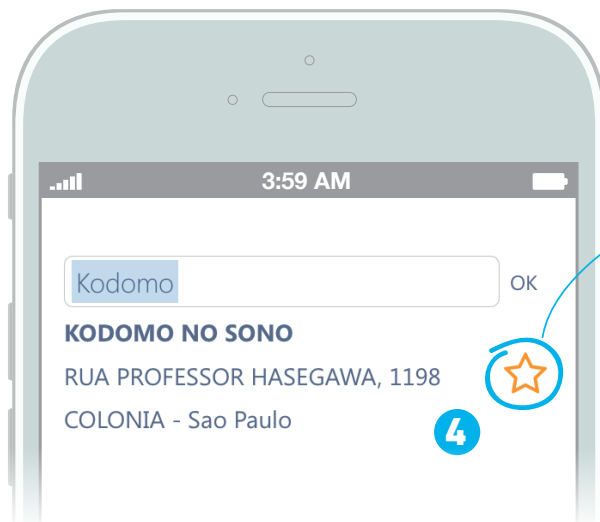 3:59 AM
Kodomo
OK
KODOMO NO SONO
RUA PROFESSOR HASEGAWA, 1198
COLONIA - Sao Paulo
4